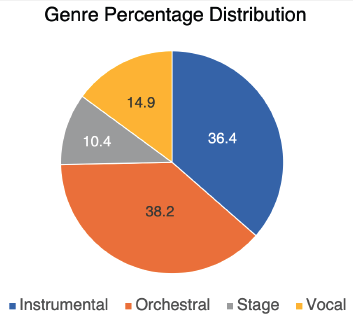 Genre Percentage Distribution
14.9
36.4
10.4
38.2
Instrumental Orchestral Stage Vocal